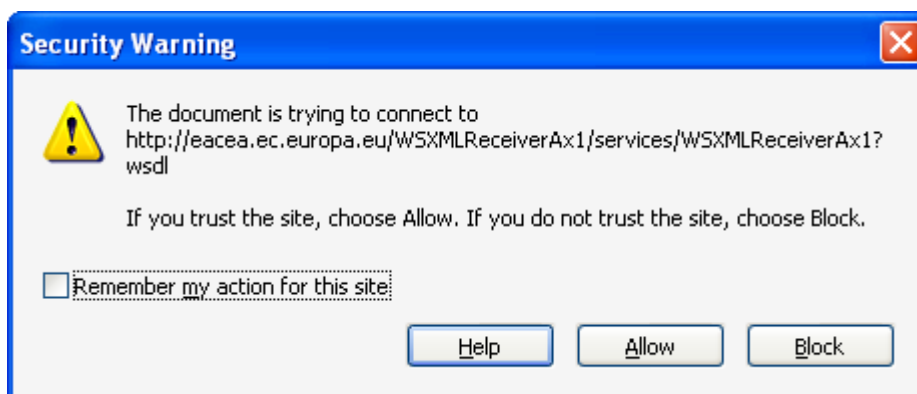 Security Warning
The document is trying to connect to
http://eacea.ec.europa.eu/WSXMLReceiverAx1/services/WSXMLReceiverAx1?
wsdl
If you trust the site, choose Allow. If you do not trust the site, choose Block.
Remember my action for this site
Help Allow Block